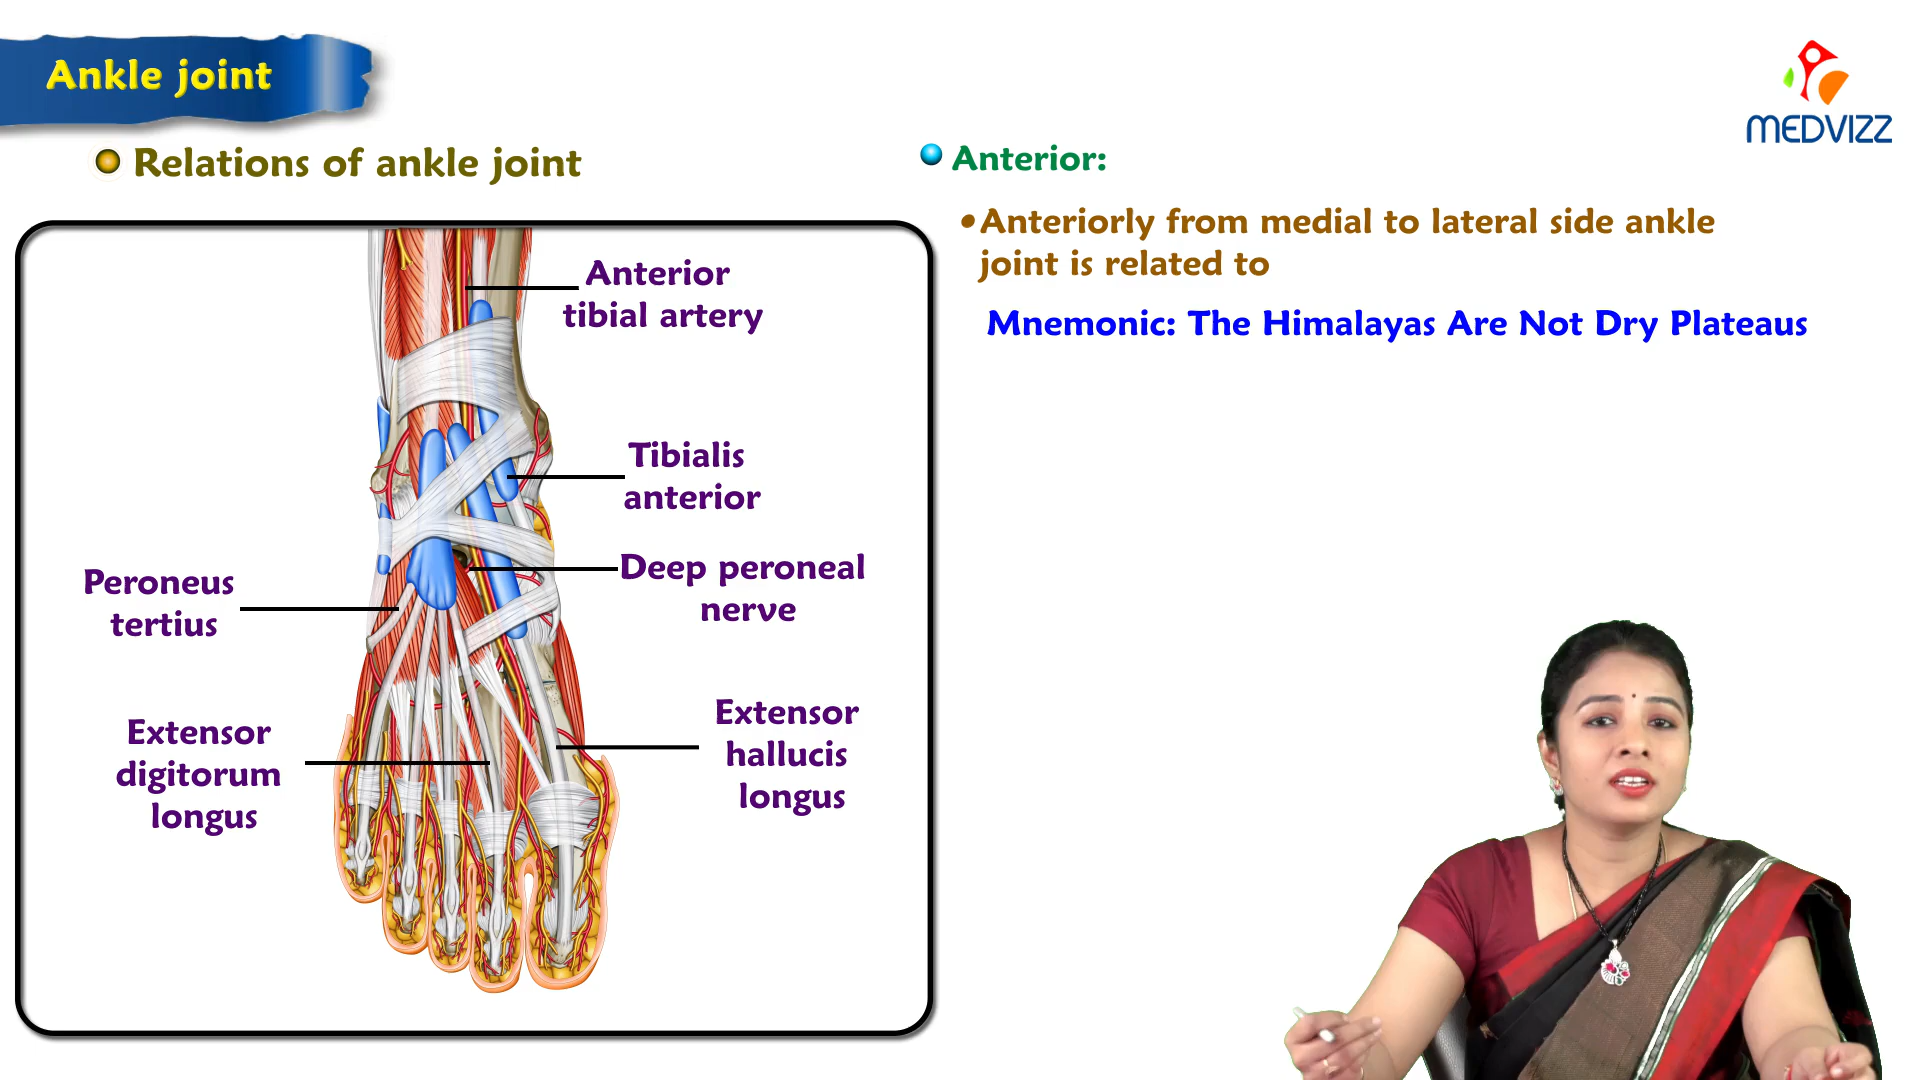 Ankle joint
MEDVIZZ
Relations of ankle joint
Anterior:
Anteriorly from medial to lateral side ankle
joint is related to
Mnemonic: The Himalayas Are Not Dry Plateaus
Anterior
tibial artery
Tibialis
anterior
Deep peroneal
nerve
Peroneus
tertius
Extensor
hallucis
longus
Extensor
digitorum
longus